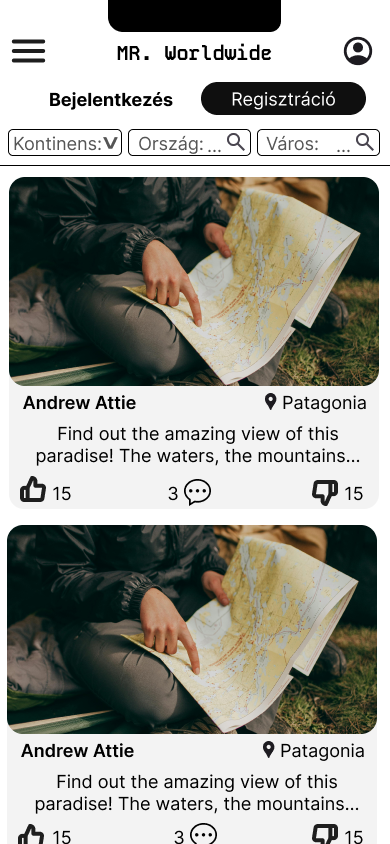 MR. Worldwide
Bejelentkezés
Regisztráció
Kontinens:
Ország: ...
Város: ...
Andrew Attie
Patagonia
Find out the amazing view of this
paradise! The waters, the mountains...
15
3
15
Andrew Attie
Patagonia
Find out the amazing view of this
paradise! The waters, the mountains...
15
3
15